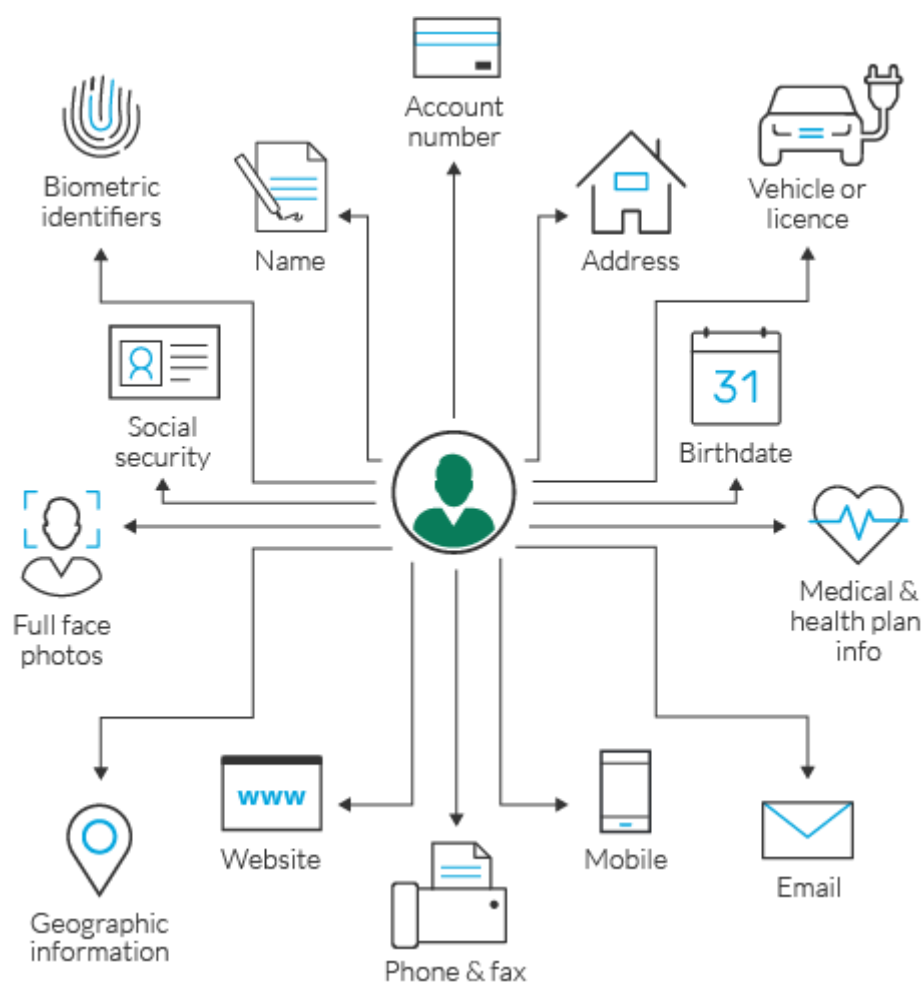 Account
number
Biometric
identifiers
Name
Address
Vehicle or
licence
Social
security
31
Birthdate
Full face
photos
Medical &
health plan
info
www
Website
Mobile
Email
Geographic
information
Phone & fax